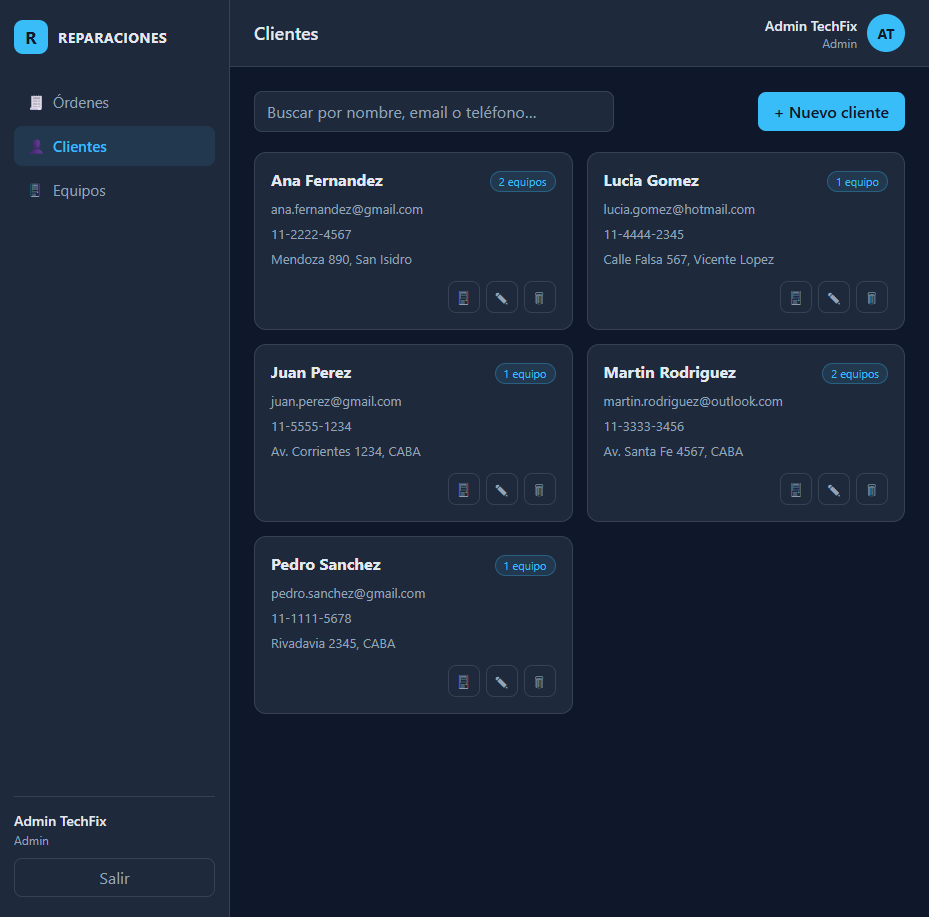 R REPARACIONES
Órdenes
Clientes
Equipos
Admin TechFix
Admin
Salir
Clientes
Admin TechFix
Admin
AT
Buscar por nombre, email o teléfono...
+ Nuevo cliente
Ana Fernandez
2 equipos
ana.fernandez@gmail.com
11-2222-4567
Mendoza 890, San Isidro
Lucia Gomez
1 equipo
lucia.gomez@hotmail.com
11-4444-2345
Calle Falsa 567, Vicente Lopez
Juan Perez
1 equipo
juan.perez@gmail.com
11-5555-1234
Av. Corrientes 1234, CABA
Martin Rodriguez
2 equipos
martin.rodriguez@outlook.com
11-3333-3456
Av. Santa Fe 4567, CABA
Pedro Sanchez
1 equipo
pedro.sanchez@gmail.com
11-1111-5678
Rivadavia 2345, CABA